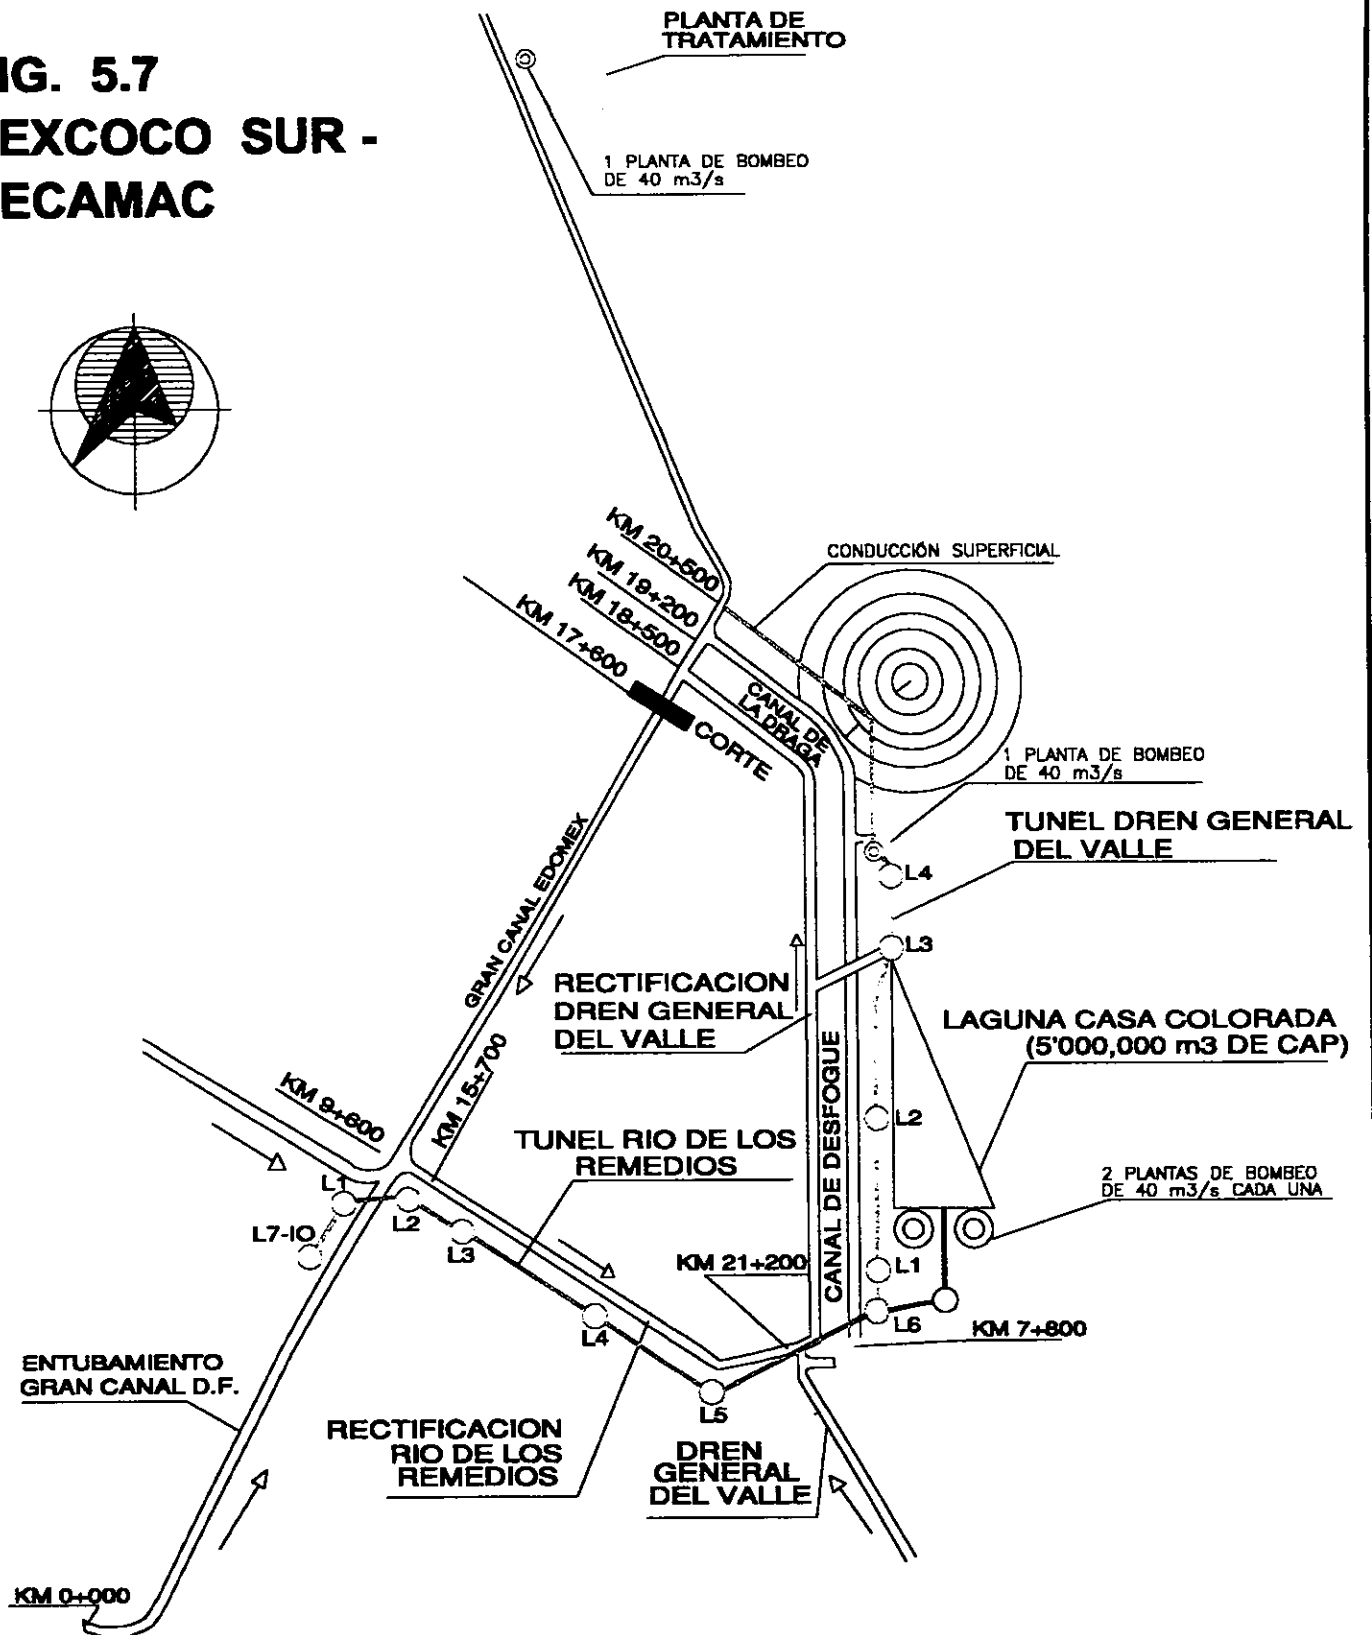 IG. 5.7
EXCOCO SUR -
ECAMAC
PLANTA DE
TRATAMIENTO
1 PLANTA DE BOMBEO
DE 40 m3/s
KM 20+500
KM 19+200
KM 18+500
KM 17+600
CONDUCCIÓN SUPERFICIAL
CANAL DE
LA DRAGA
CORTE
1 PLANTA DE BOMBEO
DE 40 m3/s
TUNEL DREN GENERAL
DEL VALLE
L4
L3
GRAN CANAL EDOMEX
RECTIFICACION
DREN GENERAL
DEL VALLE
LAGUNA CASA COLORADA
(5'000,000 m3 DE CAP)
CANAL DE DESFOGUE
KM 9+600
KM 15+700
TUNEL RIO DE LOS
REMEDIOS
L2
2 PLANTAS DE BOMBEO
DE 40 m3/s CADA UNA
L1
L2
L7-IO
L3
KM 21+200
L1
L6
KM 7+800
L4
ENTUBAMIENTO
GRAN CANAL D.F.
L5
RECTIFICACION
RIO DE LOS
REMEDIOS
DREN
GENERAL
DEL VALLE
KM 0+000